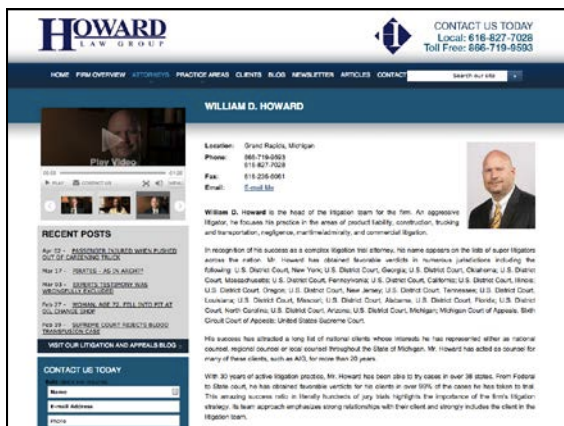 HOWARD
LAW GROUP
CONTACT US TODAY
Local: 616-827-7028
Toll Free: 866-719-9593
HOME FIRM OVERVIEW ATTORNEYS PRACTICE AREAS CLIENTS BLOG NEWSLETTER ARTICLES CONTACT
Search our site
WILLIAM D. HOWARD
Play Video
PLAY CONTACT US
Location: Grand Rapids, Michigan
Phone: 866-719-9593
616-827-7028
Fax:
Email: E-mail Me
William D. Howard is the head of the litigation team for the firm. An aggressive
litigator, he focuses his practice in the areas of product liability, construction, trucking
and transportation, negligence, maritime/admiralty, and commercial litigation.
In recognition of his success as a complex litigation trial attorney, his name appears on the lists of super litigators
across the nation. Mr. Howard has obtained favorable verdicts in numerous jurisdictions including the
following: U.S. District Court, New York; U.S. District Court, Georgia; U.S. District Court, Oklahoma; U.S. District
Court, Massachusetts; U.S. District Court, Pennsylvania; U.S. District Court, California; U.S. District Court, Illinois;
U.S. District Court, Oregon; U.S. District Court, New Jersey; U.S. District Court, Tennessee; U.S. District Court,
Louisiana; U.S. District Court, Missouri; U.S. District Court, Alabama; U.S. District Court, Florida; U.S. District
Court, North Carolina; U.S. District Court, Arizona; U.S. District Court, Michigan; Michigan Court of Appeals; Sixth
Circuit Court of Appeals; United States Supreme Court.
His success has attracted a long list of national clients whose interests he has represented either as national
counsel, regional counsel or local counsel throughout the State of Michigan. Mr. Howard has acted as counsel for
many of these clients, such as AIG, for more than 20 years.
With 30 years of active litigation practice, Mr. Howard has been able to try cases in over 38 states. From Federal
to State court, he has obtained favorable verdicts for his clients in over 90% of the cases he has taken to trial.
This amazing success ratio in literally hundreds of jury trials highlights the importance of the firm's litigation
strategy. Its team approach emphasizes strong relationships with their client and strongly includes the client in the
litigation team.
RECENT POSTS
Apr 02 - PASSENGER INJURED WHEN PUSHED
OUT OF CAREENING TRUCK
Mar 17 - PIRATES - AS IN ARGH!!!
Mar 03 - EXPERTS TESTIMONY WAS
WRONGFULLY EXCLUDED
Feb 27 - WOMAN, AGE 72, FELL INTO PIT AT
OIL CHANGE SHOP
SUPREME COURT REJECTS BLOOD
TRANSFUSION CASE
VISIT OUR LITIGATION AND APPEALS BLOG
CONTACT US TODAY
Name
E-mail Address
Phone